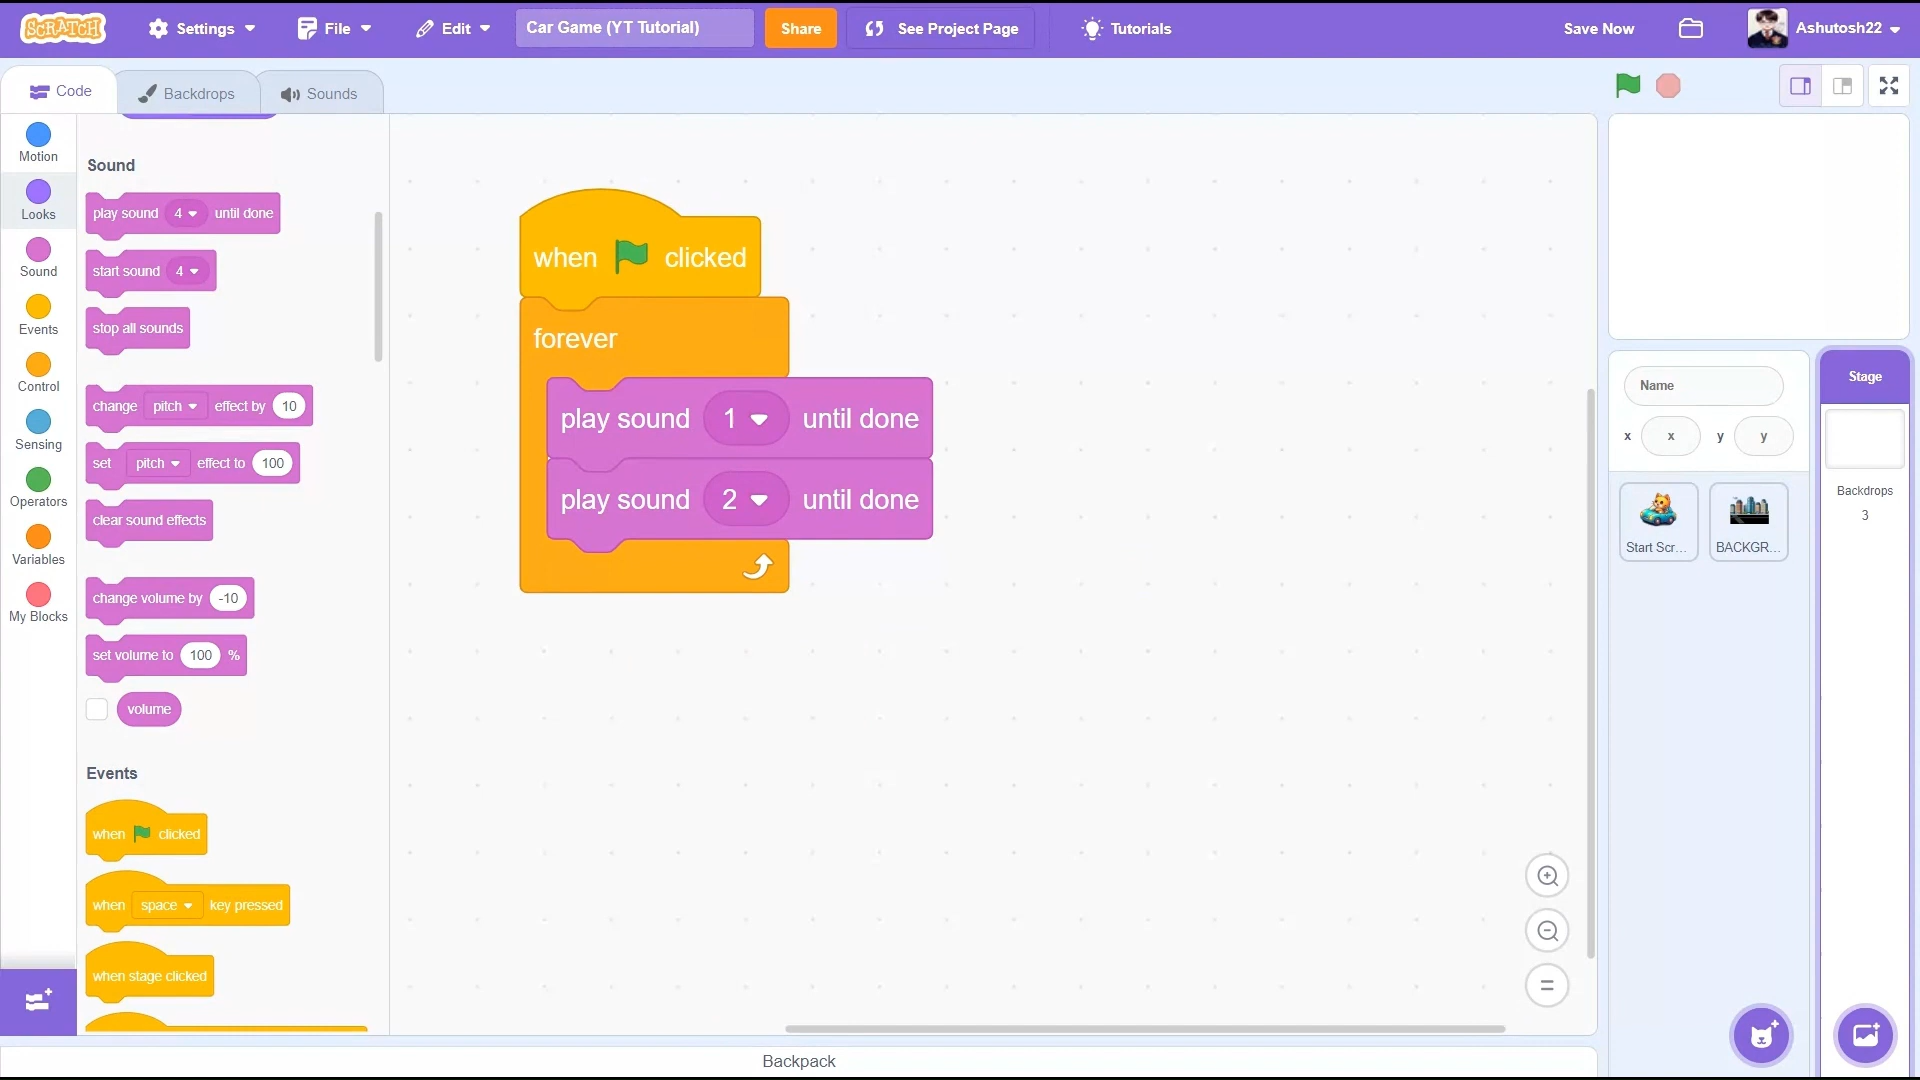 SCRATCH Settings File Edit Car Game (YT Tutorial) Share See Project Page Tutorials Save Now Ashutosh22
Code Backdrops Sounds
Motion
Looks
Sound
Events
Control
Sensing
Operators
Variables
My Blocks
Sound
play sound 4 until done
start sound 4
stop all sounds
change pitch effect by 10
set pitch effect to 100
clear sound effects
change volume by -10
set volume to 100 %
volume
Events
when clicked
when space key pressed
when stage clicked
when clicked
forever
play sound 1 until done
play sound 2 until done
Name
x x y y
Start Scr...
BACKGR...
Stage
Backdrops
3
Backpack